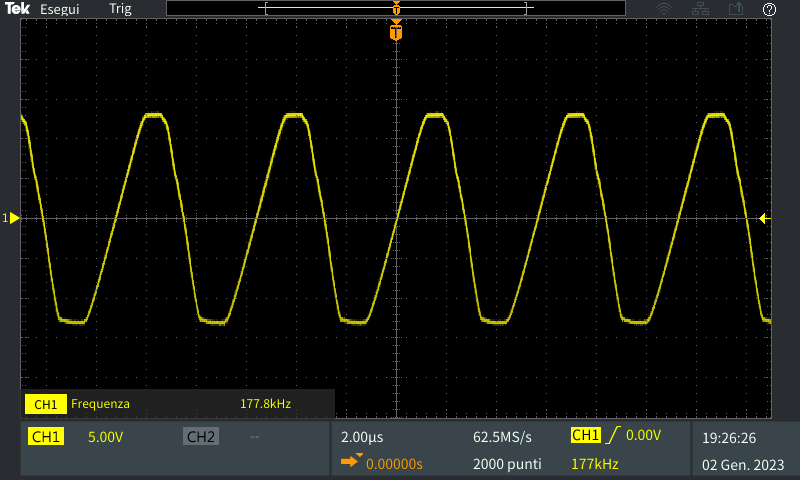 Tek Esegui Trig T ?
T
1
CH1 Frequenza 177.8kHz
CH1 5.00V CH2 -- 2.00µs 62.5MS/s CH1 0.00V 19:26:26
0.00000s 2000 punti 177kHz 02 Gen. 2023